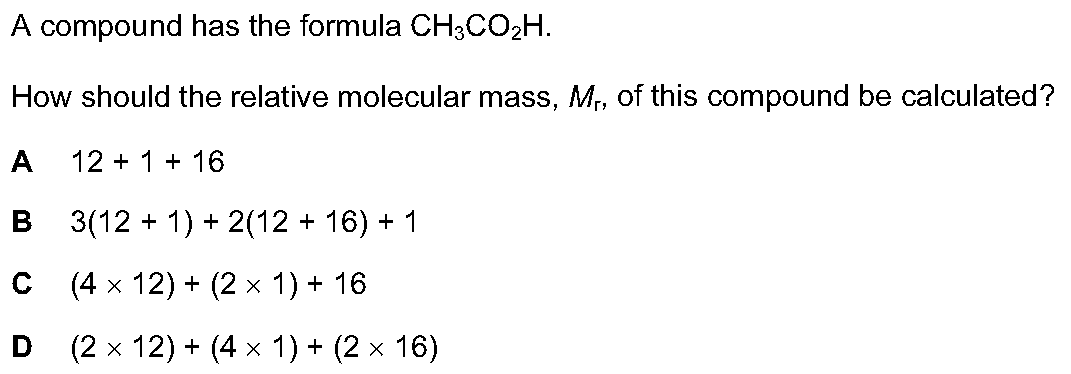 A compound has the formula CH₃CO₂H.
How should the relative molecular mass, Mᵣ, of this compound be calculated?
A 12 + 1 + 16
B 3(12 + 1) + 2(12 + 16) + 1
C (4 × 12) + (2 × 1) + 16
D (2 × 12) + (4 × 1) + (2 × 16)